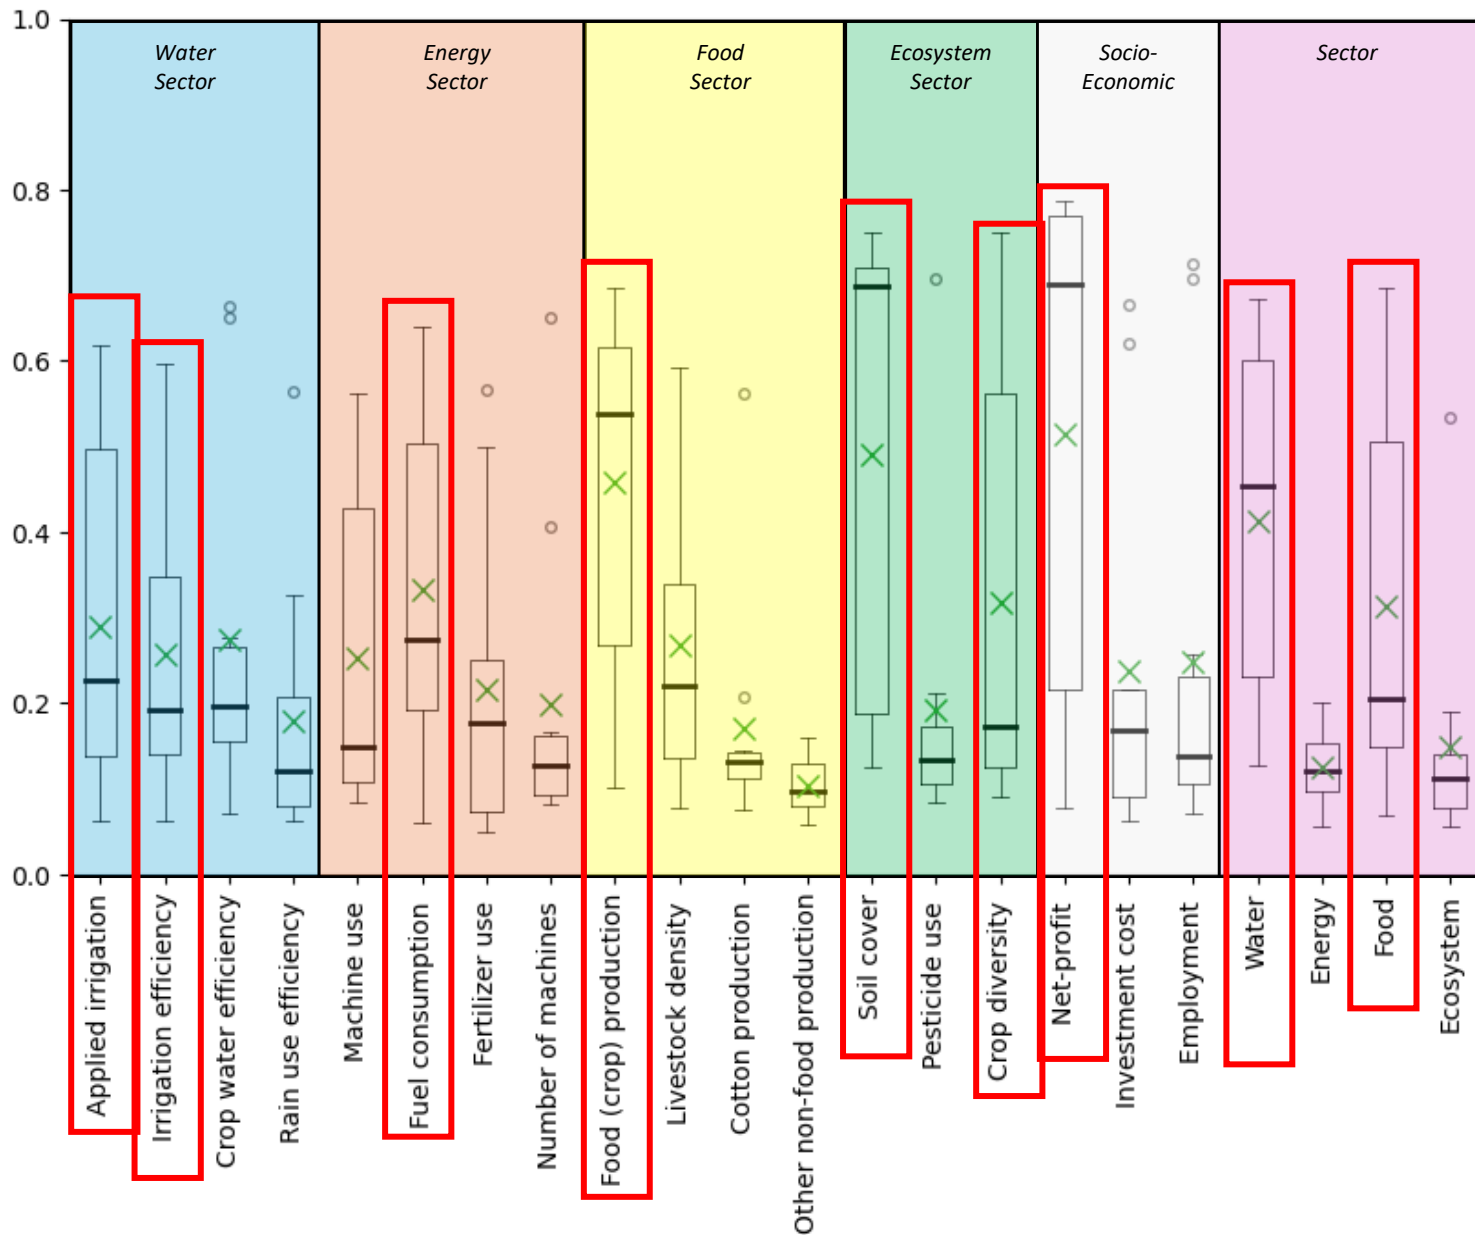 1.0
Water
Sector
Energy
Sector
Food
Sector
Ecosystem
Sector
Socio-
Economic
Sector
0.8
0.6
0.4
0.2
0.0
Applied irrigation
Irrigation efficiency
Crop water efficiency
Rain use efficiency
Machine use
Fuel consumption
Fertilizer use
Number of machines
Food (crop) production
Livestock density
Cotton production
Other non-food production
Soil cover
Pesticide use
Crop diversity
Net-profit
Investment cost
Employment
Water
Energy
Food
Ecosystem